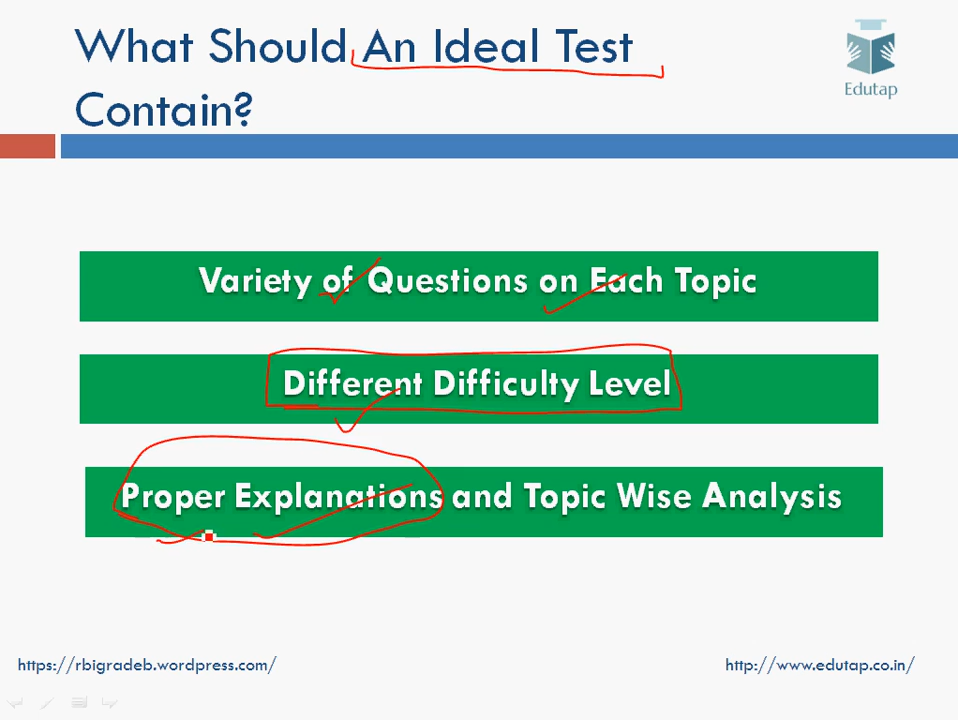 What Should An Ideal Test
Contain?
Edutap
Variety of Questions on Each Topic
Different Difficulty Level
Proper Explanations and Topic Wise Analysis
https://rbigradeb.wordpress.com/
http://www.edutap.co.in/